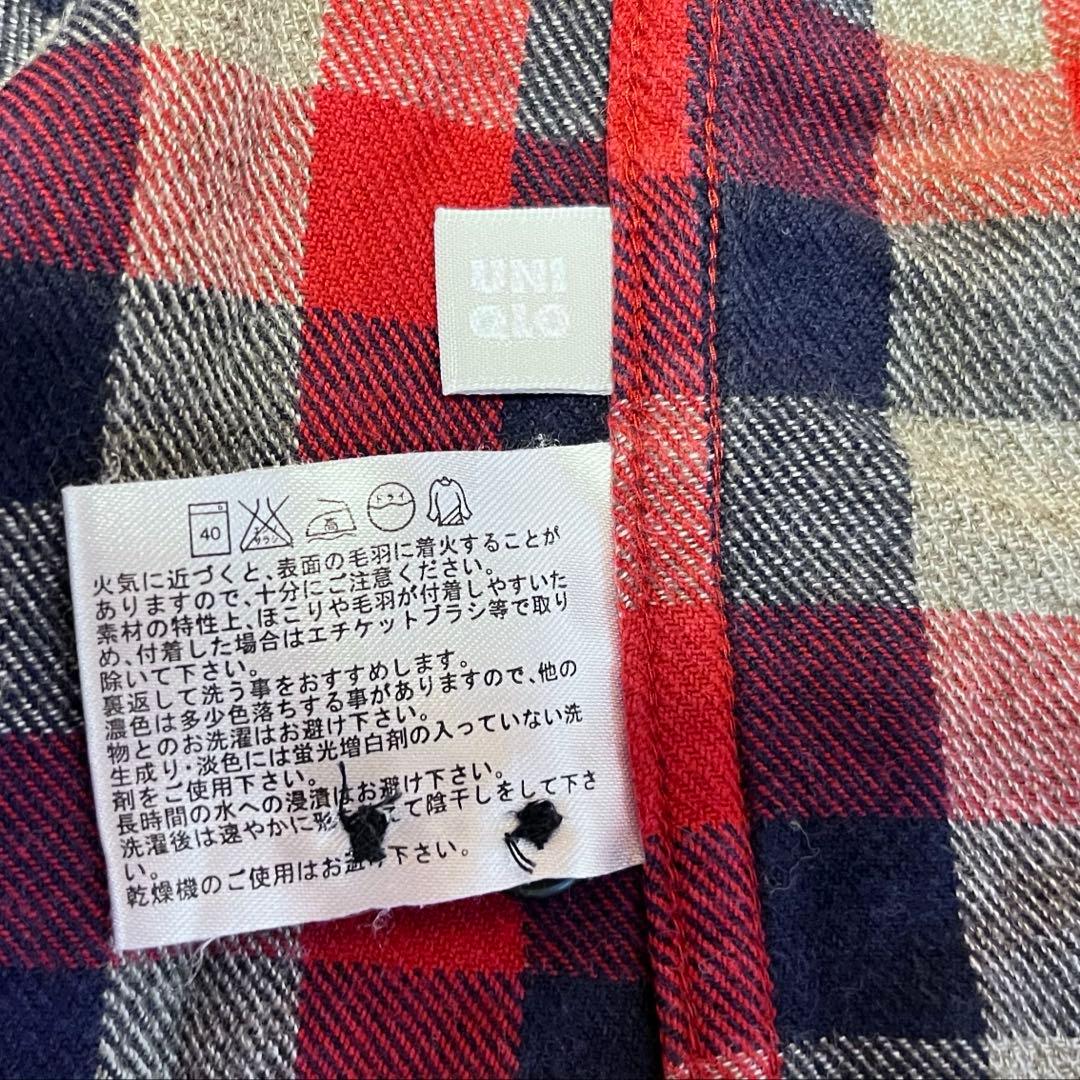 UNI
QLO
40
エンソ
サラシ
高
ドライ
火気に近づくと、表面の毛羽に着火することが
ありますので、十分にご注意ください。
素材の特性上、ほこりや毛羽が付着しやすいた
め、付着した場合はエチケットブラシ等で取り
除いて下さい。
裏返して洗う事をおすすめします。
濃色は多少色落ちする事がありますので、他の
物とのお洗濯はお避け下さい。
生成り・淡色には蛍光増白剤の入っていない洗
剤をご使用下さい。
長時間の水への浸漬はお避け下さい。
洗濯後は速やかに形 て陰干しをして下さ
い。
乾燥機のご使用はお避け下さい。